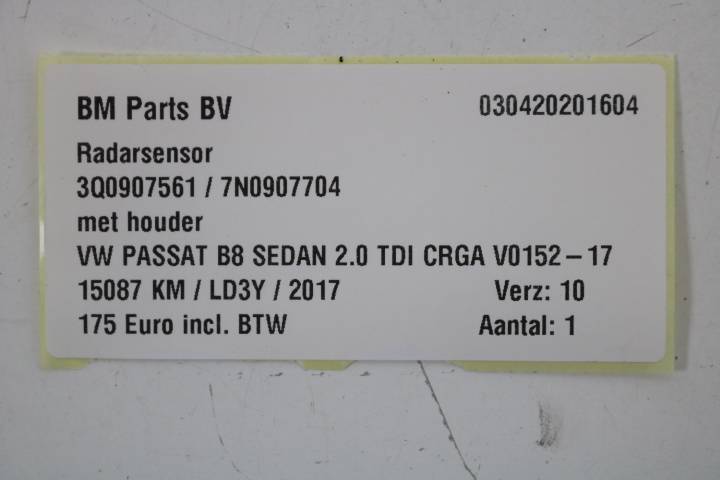 BM Parts BV 030420201604
Radarsensor
3Q0907561 / 7N0907704
met houder
VW PASSAT B8 SEDAN 2.0 TDI CRGA V0152 – 17
15087 KM / LD3Y / 2017 Verz: 10
175 Euro incl. BTW Aantal: 1